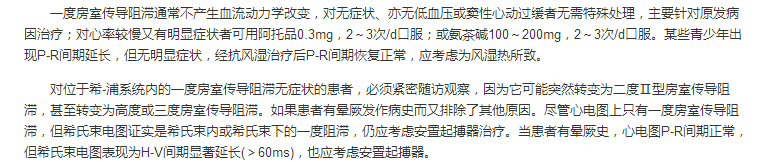 一度房室传导阻滞通常不产生血流动力学改变，对无症状、亦无低血压或窦性心动过缓者无需特殊处理，主要针对原发病
因治疗；对心率较慢又有明显症状者可用阿托品0.3mg，2～3次/d口服；或氨茶碱100～200mg，2～3次/d口服。某些青少年出
现P-R间期延长，但无明显症状，经抗风湿治疗后P-R间期恢复正常，应考虑为风湿热所致。
对位于希-浦系统内的一度房室传导阻滞无症状的患者，必须紧密随访观察，因为它可能突然转变为二度Ⅱ型房室传导阻
滞，甚至转变为高度或三度房室传导阻滞。如果患者有晕厥发作病史而又排除了其他原因。尽管心电图上只有一度房室传导阻
滞，但希氏束电图证实是希氏束内或希氏束下的一度阻滞，仍应考虑安置起搏器治疗。当患者有晕厥史，心电图P-R间期正常，
但希氏束电图表现为H-V间期显著延长(＞60ms)，也应考虑安置起搏器。